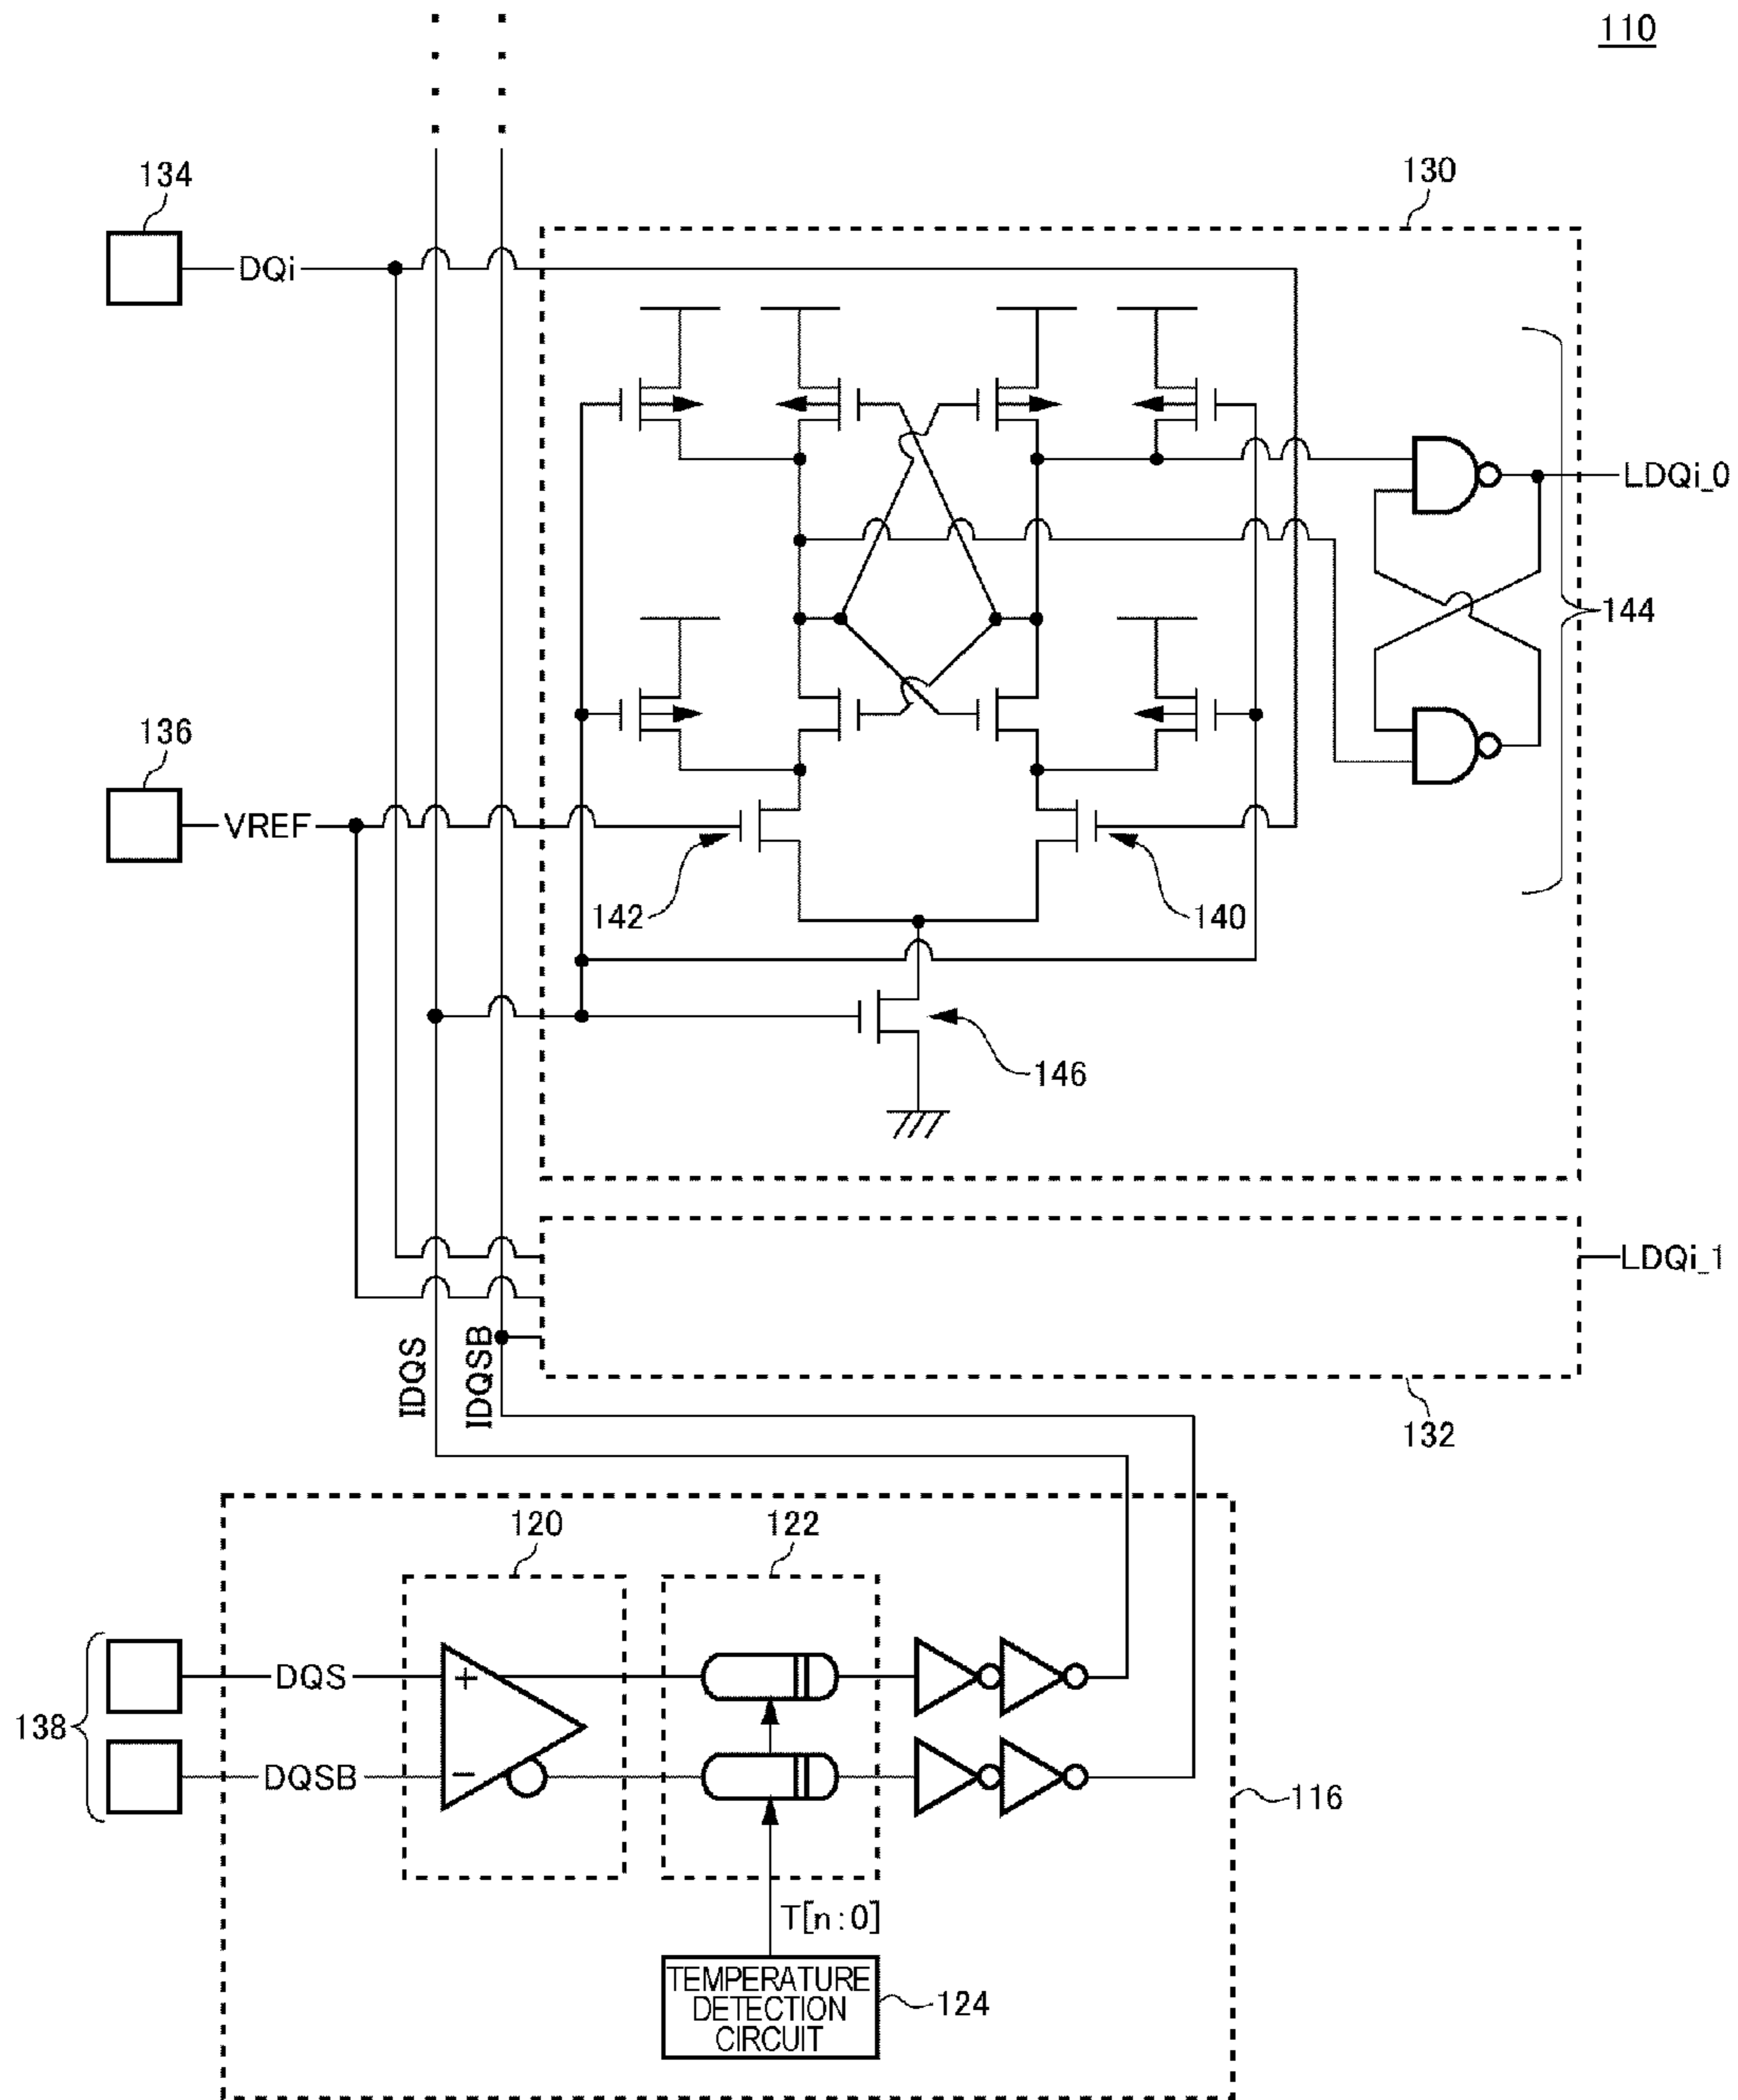 110
134
130
DQi
LDQi_0
144
136
VREF
142
140
146
LDQi_1
IDQS
IDQSB
132
120
122
DQS
+
138
DQSB
−
116
T[n:0]
TEMPERATURE
DETECTION
CIRCUIT
124